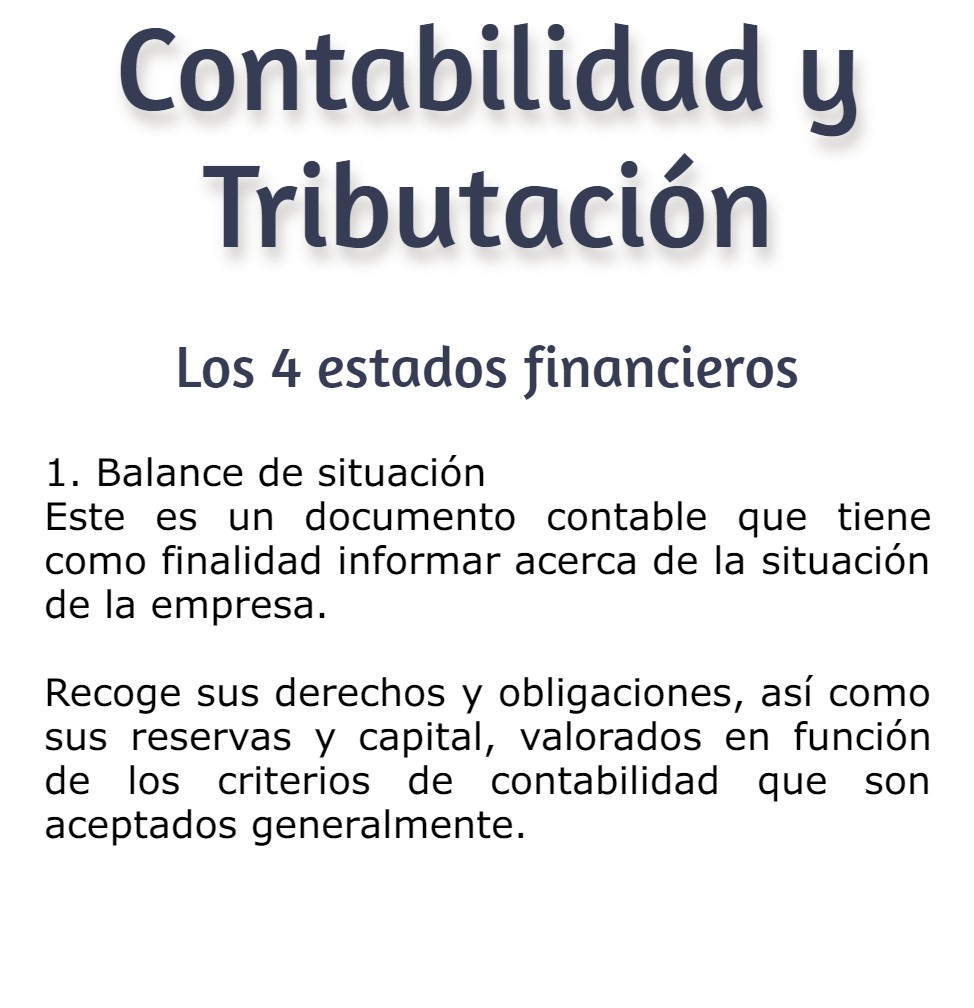 Contabilidad y
Tributación
Los 4 estados financieros
1. Balance de situación
Este es un documento contable que tiene
como finalidad informar acerca de la situación
de la empresa.
Recoge sus derechos y obligaciones, así como
sus reservas y capital, valorados en función
de los criterios de contabilidad que son
aceptados generalmente.